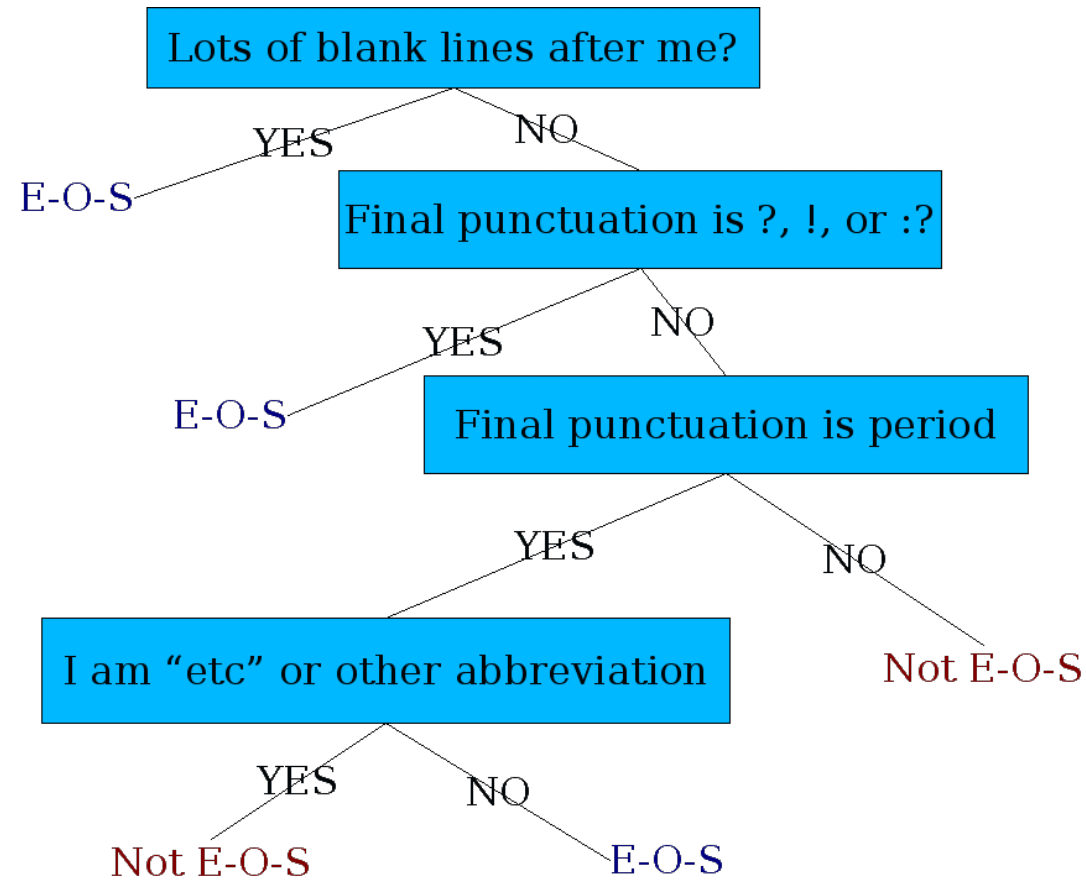 Lots of blank lines after me?
YES
NO
E-O-S
Final punctuation is ?, !, or :?
YES
NO
E-O-S
Final punctuation is period
YES
NO
I am “etc” or other abbreviation
Not E-O-S
YES
NO
Not E-O-S
E-O-S